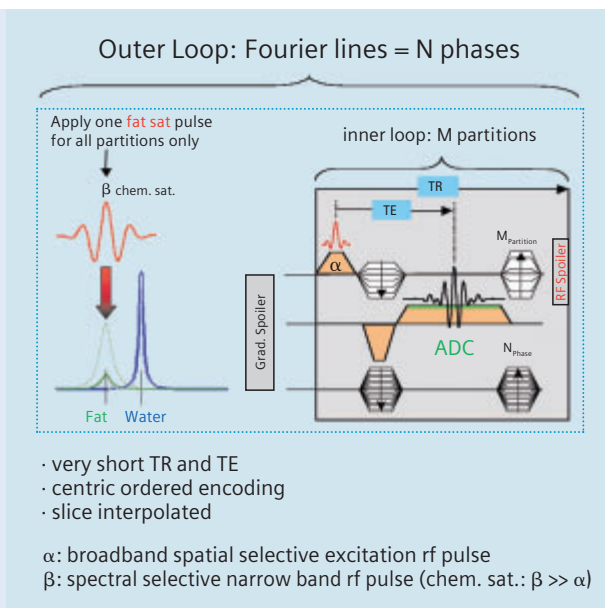 Outer Loop: Fourier lines = N phases
Apply one fat sat pulse
for all partitions only
β chem. sat.
inner loop: M partitions
TR
TE
M Partition
α
RF Spoiler
Grad. Spoiler
ADC
N Phase
Fat Water
· very short TR and TE
· centric ordered encoding
· slice interpolated
α: broadband spatial selective excitation rf pulse
β: spectral selective narrow band rf pulse (chem. sat.: β >> α)